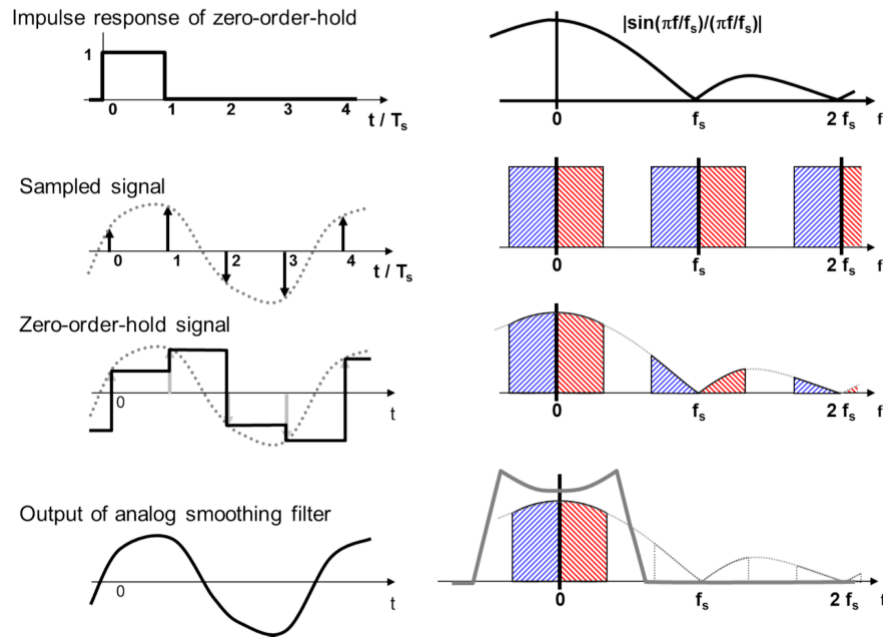 Impulse response of zero-order-hold
1
0 1 2 3 4
t / Tₛ
|sin(πf/fₛ)/(πf/fₛ)|
0 fₛ 2 fₛ f
Sampled signal
0 1 2 3 4
t / Tₛ
0 fₛ 2 fₛ f
Zero-order-hold signal
0 t
0 fₛ 2 fₛ f
Output of analog smoothing filter
0 t
0 fₛ 2 fₛ f